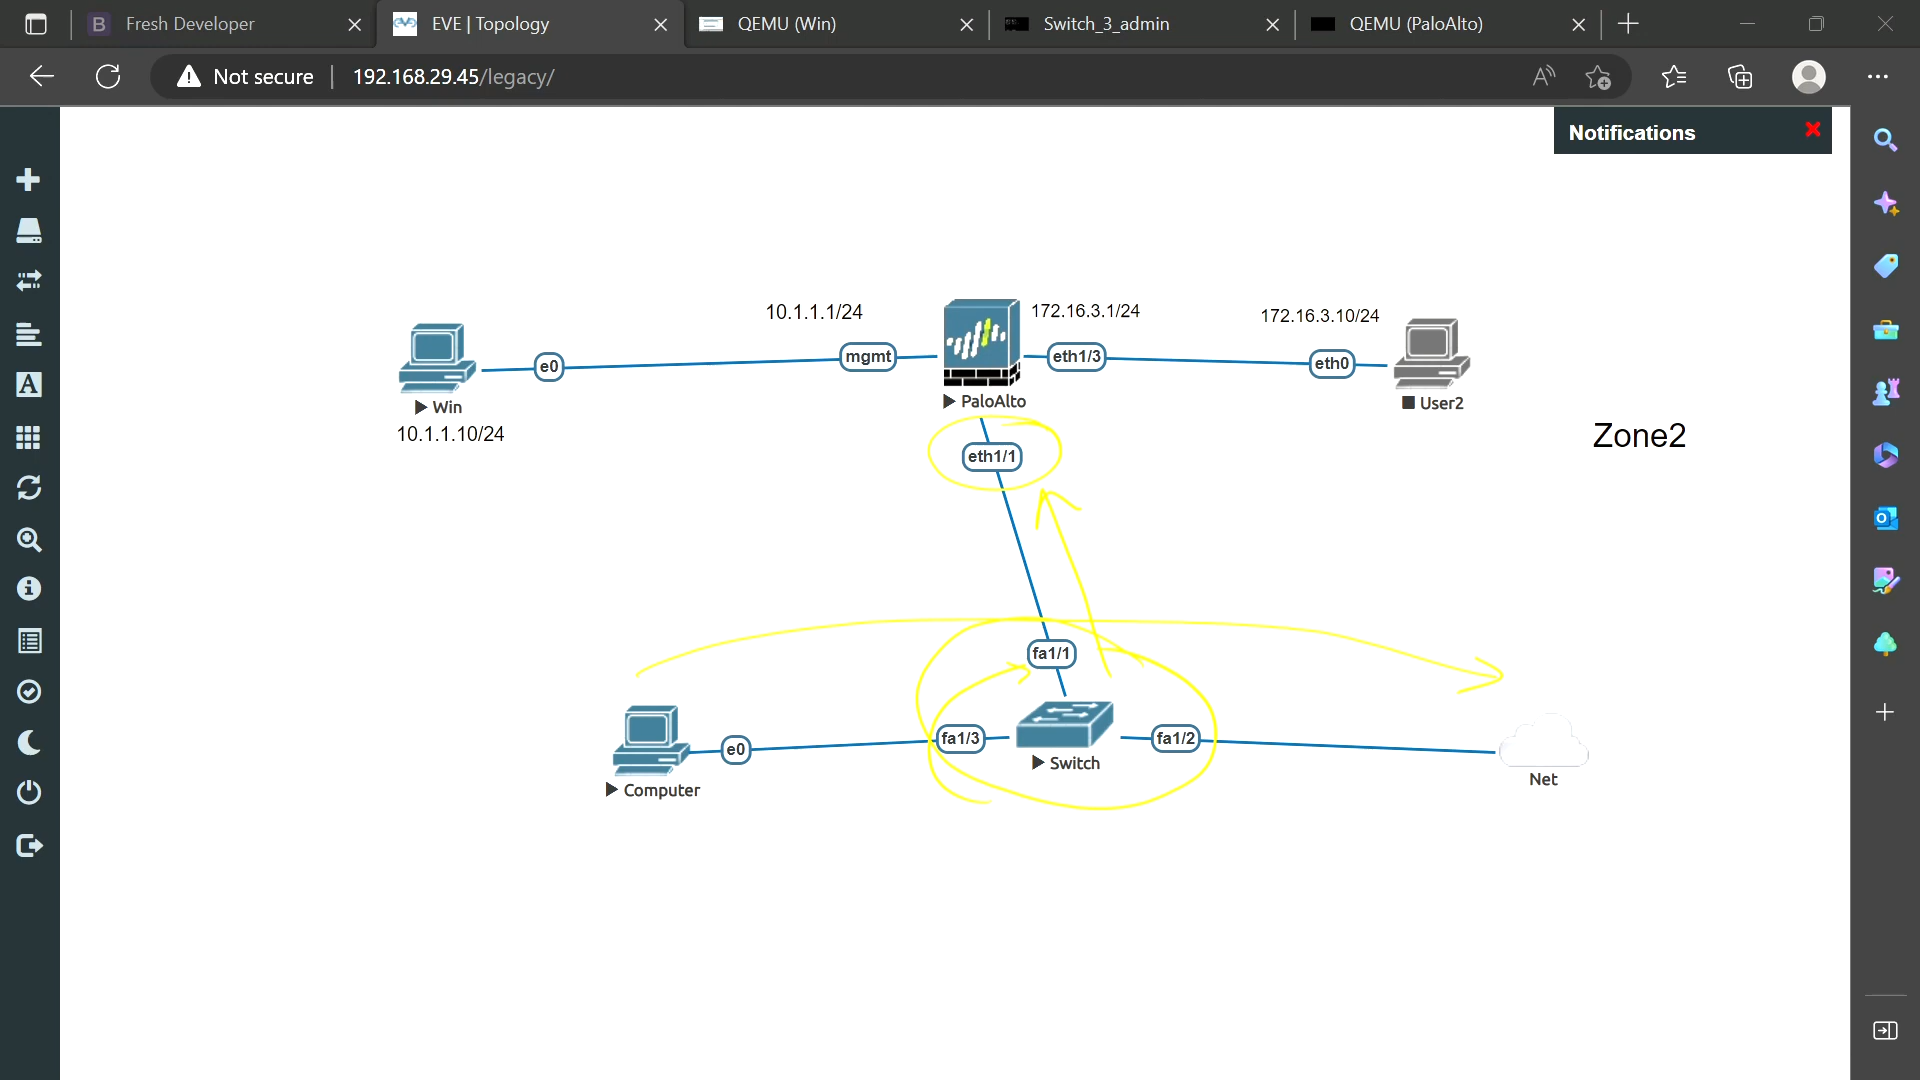 B Fresh Developer
EVE | Topology
QEMU (Win)
Switch_3_admin
QEMU (PaloAlto)
Not secure
192.168.29.45/legacy/
Notifications
10.1.1.1/24
172.16.3.1/24
172.16.3.10/24
e0
mgmt
eth1/3
eth0
Win
PaloAlto
User2
10.1.1.10/24
Zone2
eth1/1
fa1/1
e0
fa1/3
fa1/2
Switch
Net
Computer